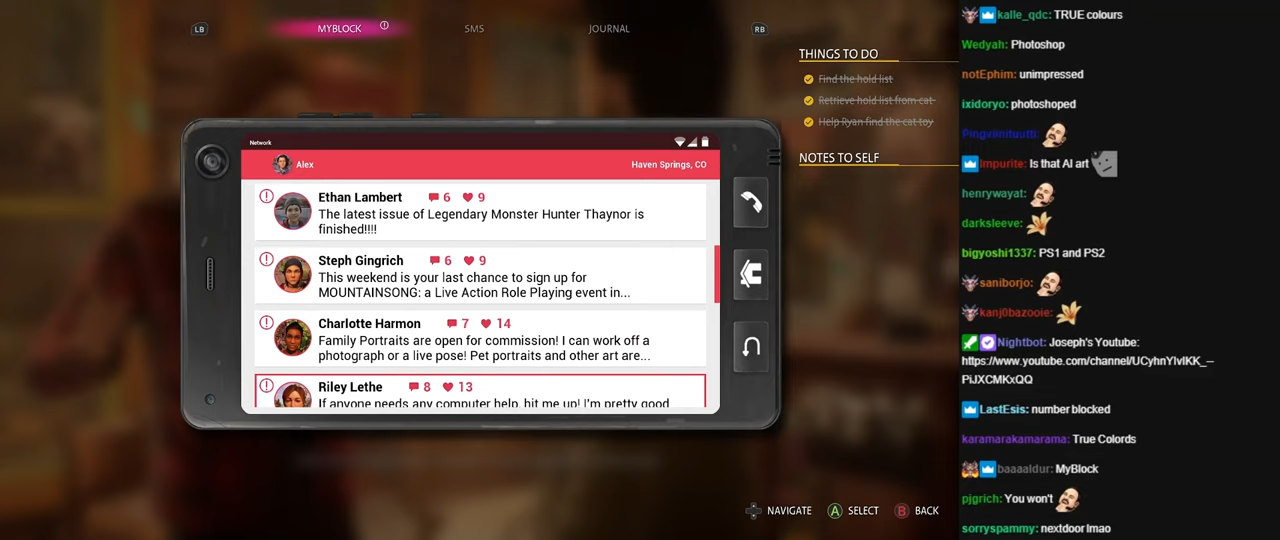 LB
MYBLOCK
SMS
JOURNAL
RB
THINGS TO DO
Find the hold list
Retrieve hold list from cat
Help Ryan find the cat toy
NOTES TO SELF
Network
Alex
Haven Springs, CO
Ethan Lambert 6 9
The latest issue of Legendary Monster Hunter Thaynor is
finished!!!!
Steph Gingrich 6 9
This weekend is your last chance to sign up for
MOUNTAINSONG: a Live Action Role Playing event in...
Charlotte Harmon 7 14
Family Portraits are open for commission! I can work off a
photograph or a live pose! Pet portraits and other art are...
Riley Lethe 8 13
If anyone needs any computer help, hit me up! I'm pretty good
NAVIGATE
A SELECT
B BACK
kalle_qdc: TRUE colours
Wedyah: Photoshop
notEphim: unimpressed
ixidoryo: photoshoped
Impurite: Is that AI art
henrywayat:
darksleeve:
bigyoshi1337: PS1 and PS2
saniborjo:
kanj0bazooie:
Nightbot: Joseph's Youtube:
https://www.youtube.com/channel/UCyhnYlvIKK_--
PiJXCMKxQQ
LastEsis: number blocked
karamarakamarama: True Colords
baaaaldur: MyBlock
pjgrich: You won't
sorryspammy: nextdoor lmao